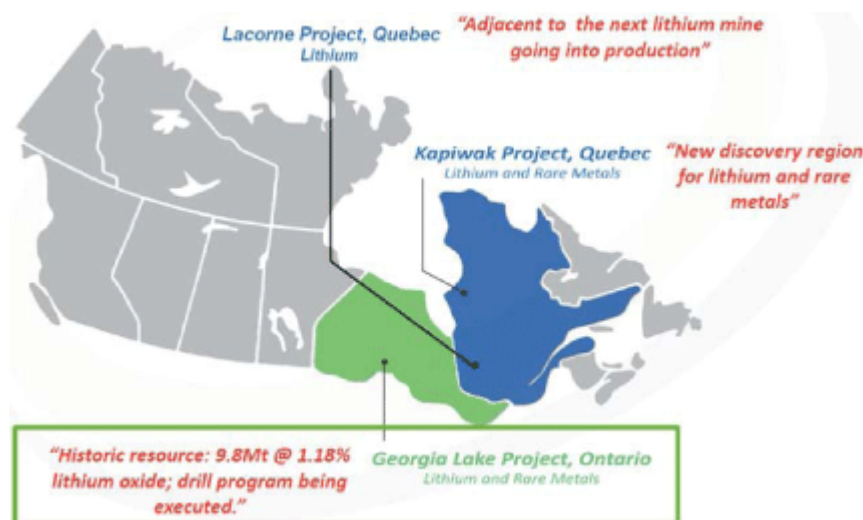 Lacorne Project, Quebec
Lithium
"Adjacent to the next lithium mine
going into production"
Kapiwak Project, Quebec
Lithium and Rare Metals
"New discovery region
for lithium and rare
metals"
"Historic resource: 9.8Mt @ 1.18%
lithium oxide; drill program being
executed."
Georgia Lake Project, Ontario
Lithium and Rare Metals